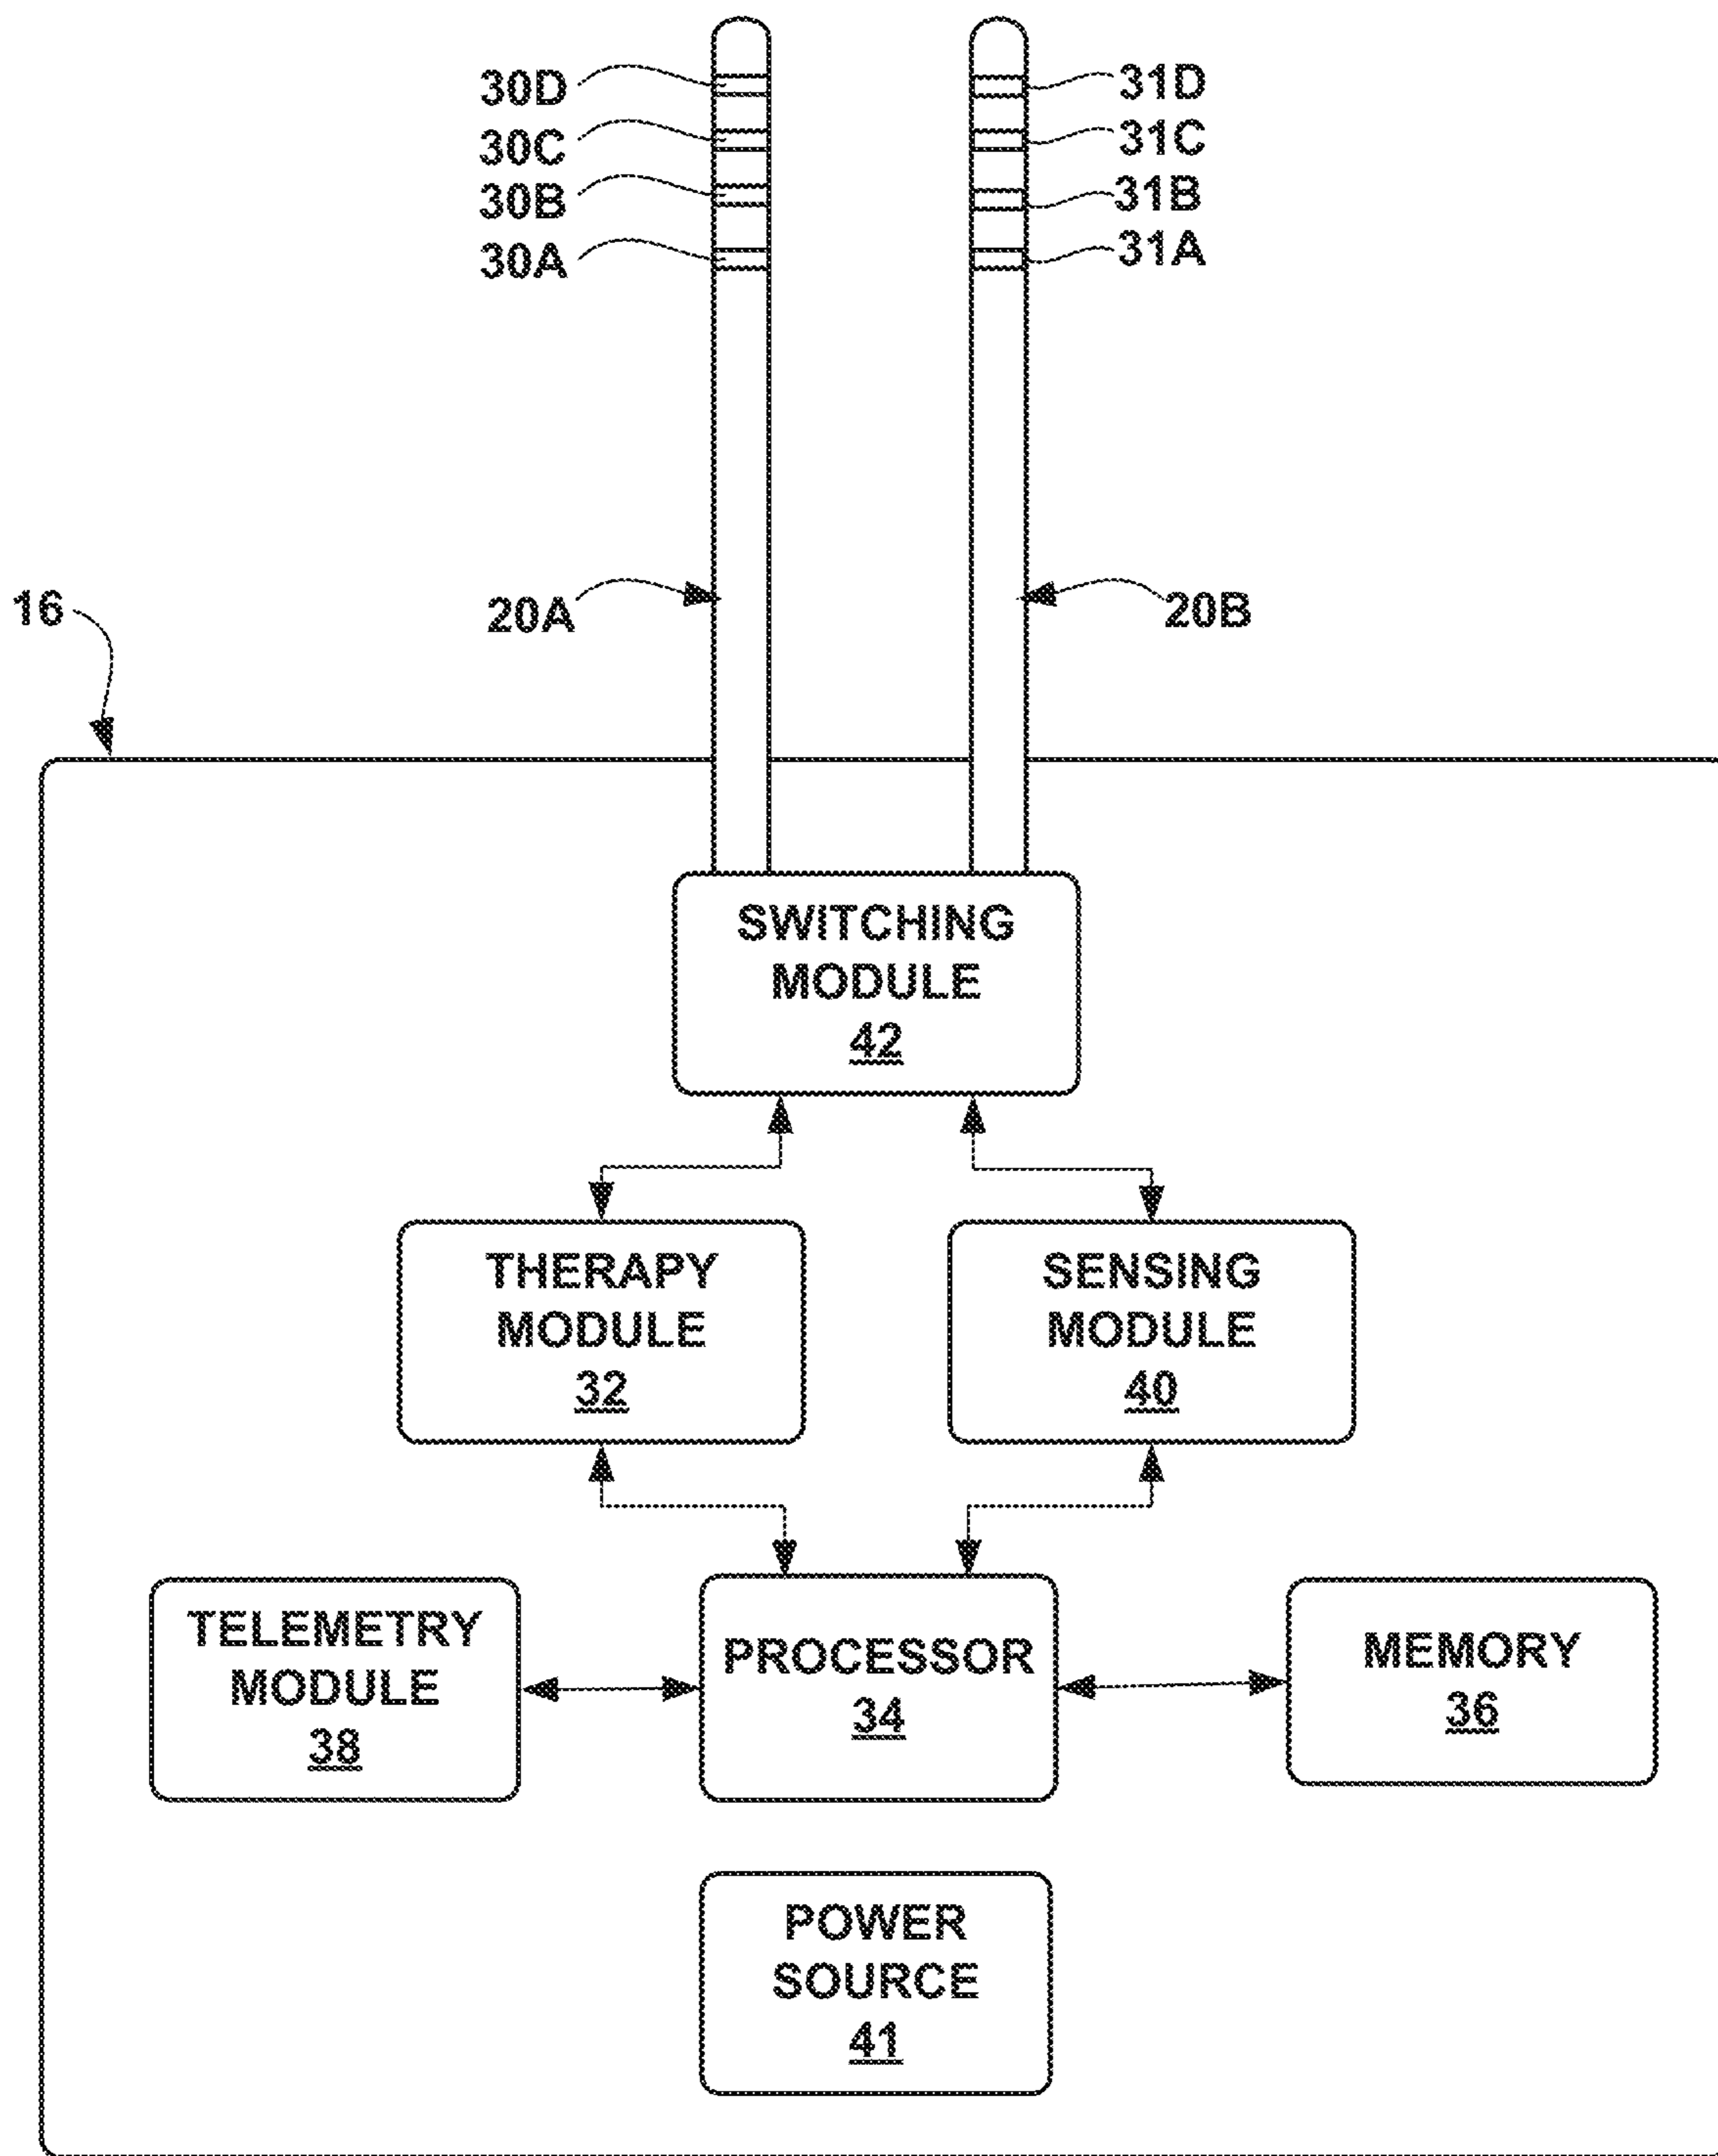 30D
31D
30C
31C
30B
31B
30A
31A
16
20A
20B
SWITCHING
MODULE
42
THERAPY
MODULE
32
SENSING
MODULE
40
TELEMETRY
MODULE
38
PROCESSOR
34
MEMORY
36
POWER
SOURCE
41